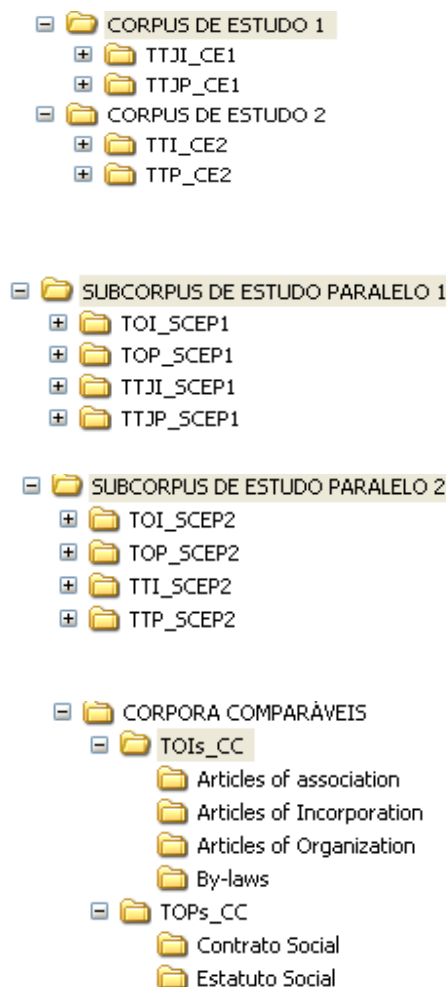 CORPUS DE ESTUDO 1
TTJI_CE1
TTJP_CE1
CORPUS DE ESTUDO 2
TTI_CE2
TTP_CE2
SUBCORPUS DE ESTUDO PARALELO 1
TOI_SCEP1
TOP_SCEP1
TTJI_SCEP1
TTJP_SCEP1
SUBCORPUS DE ESTUDO PARALELO 2
TOI_SCEP2
TOP_SCEP2
TTI_SCEP2
TTP_SCEP2
CORPORA COMPARÁVEIS
TOIs_CC
Articles of association
Articles of Incorporation
Articles of Organization
By-laws
TOPs_CC
Contrato Social
Estatuto Social